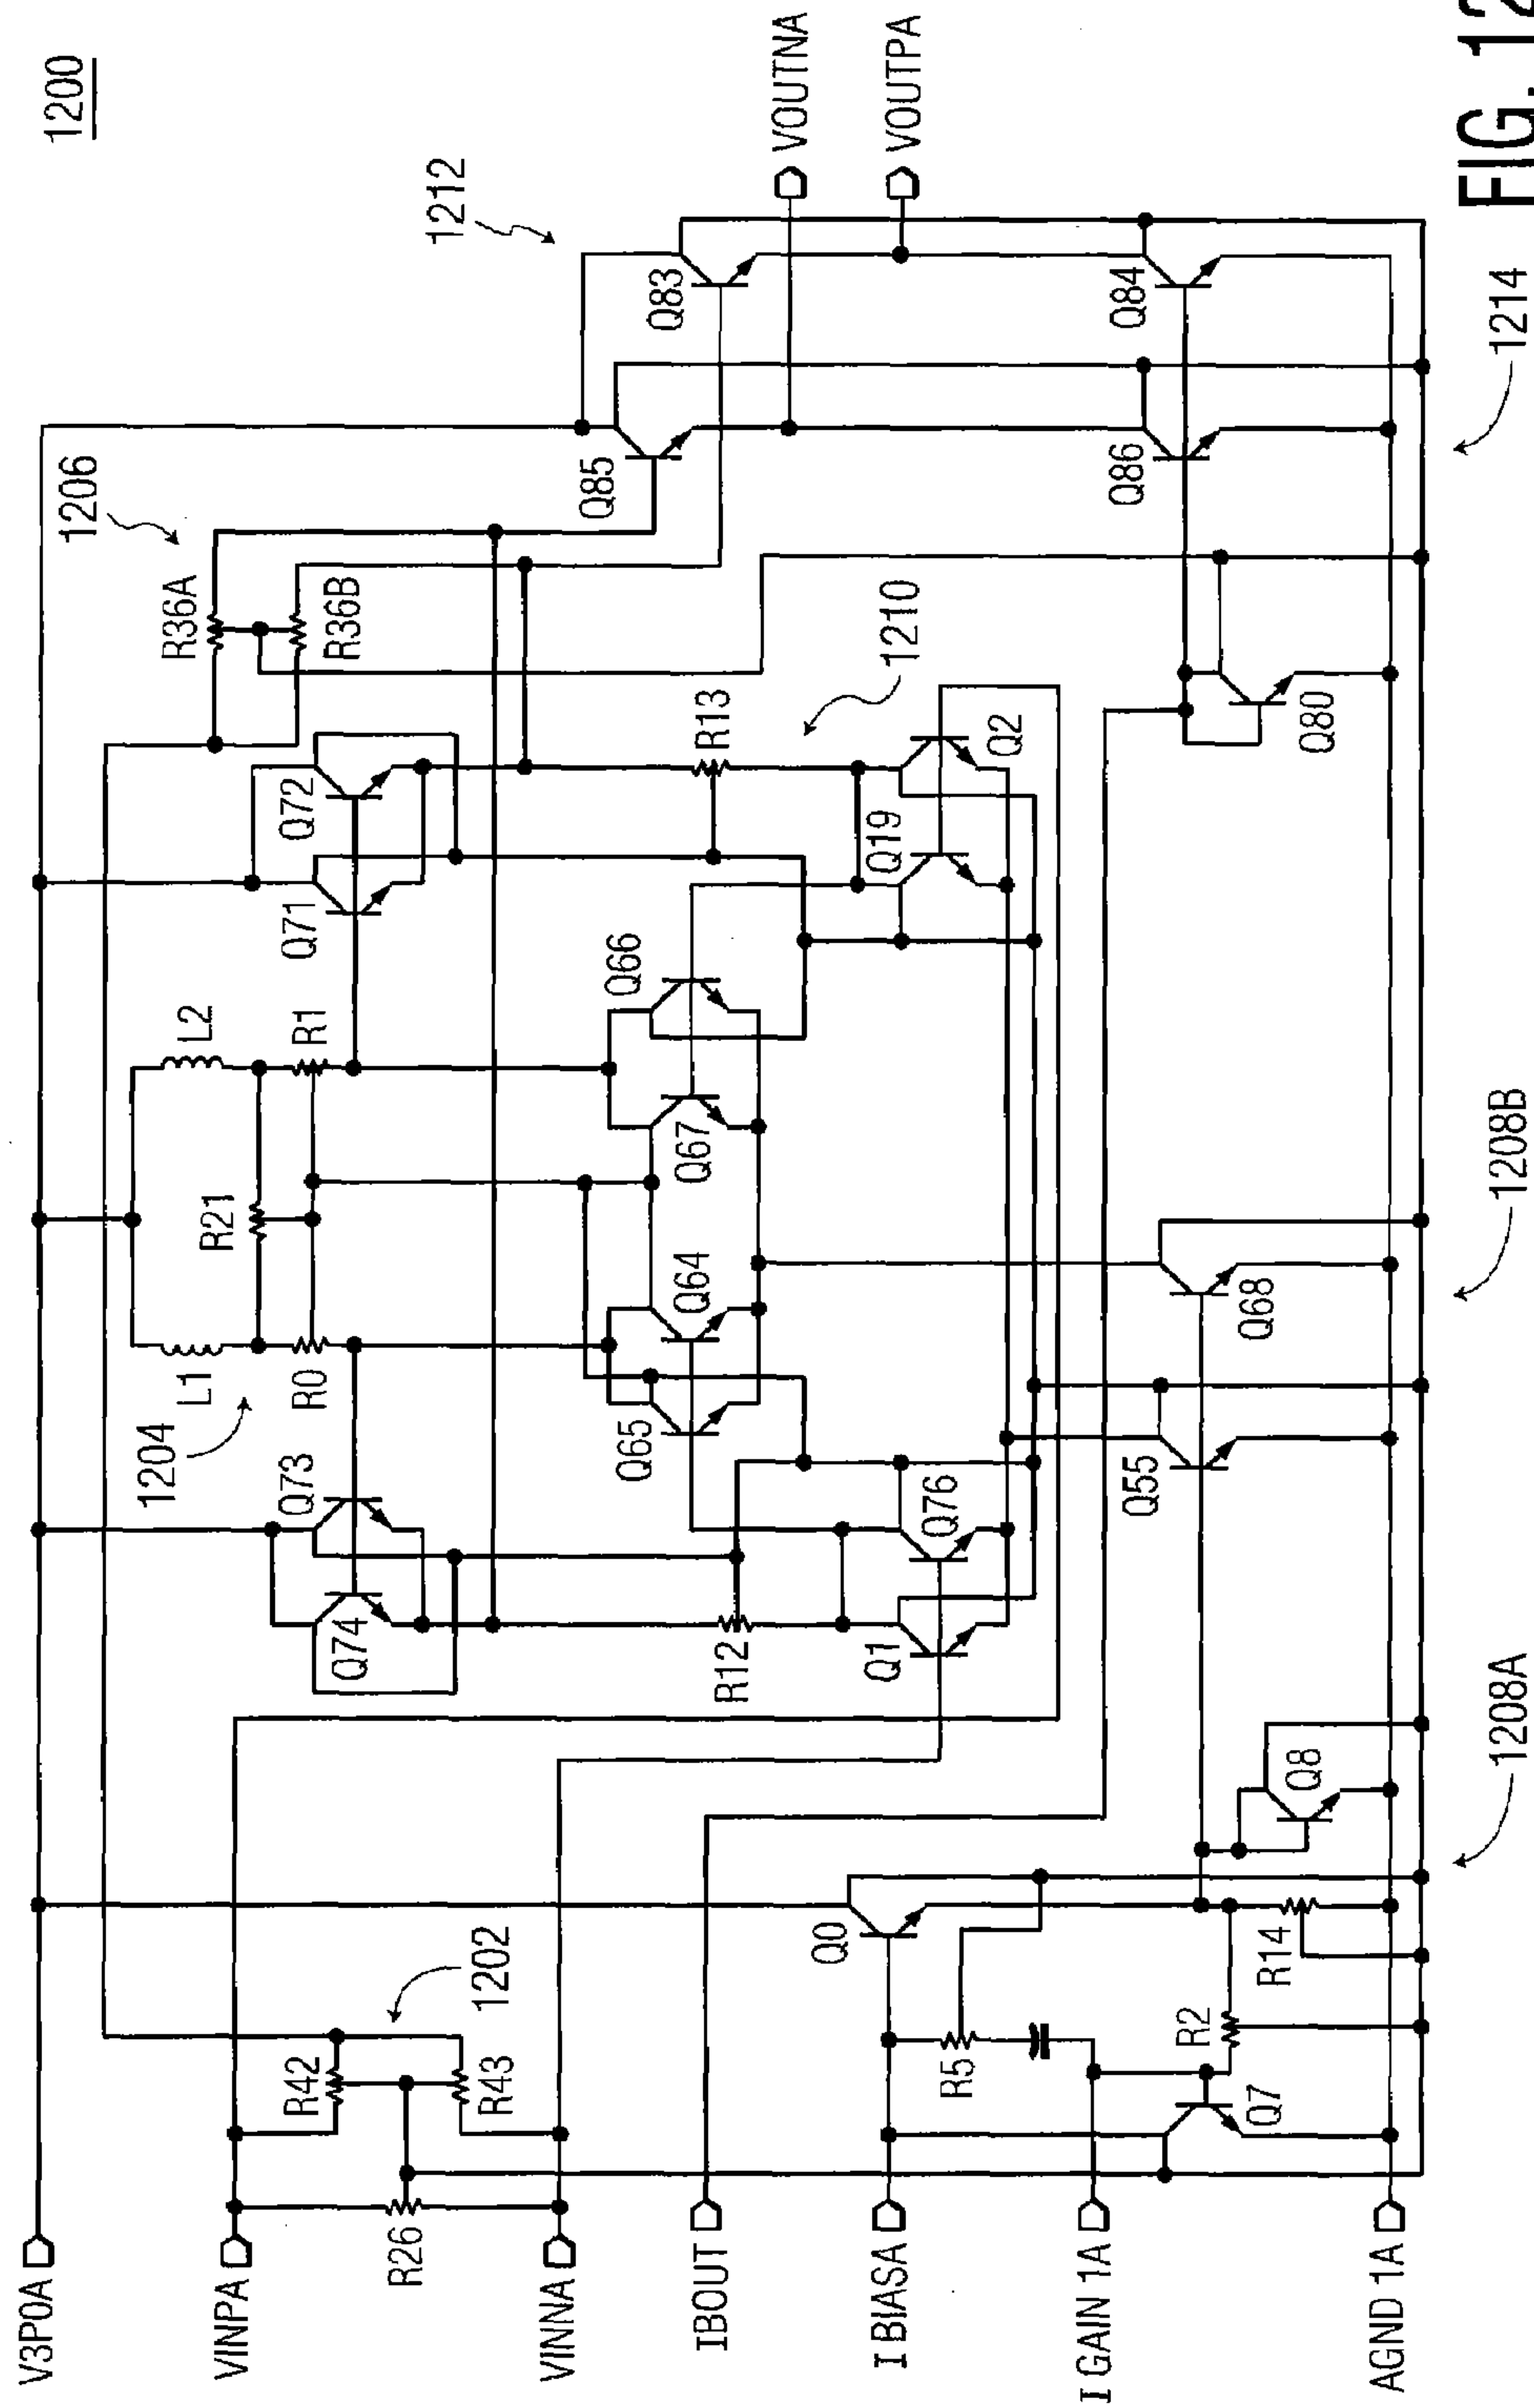 1200
1212
VOUTNA
VOUTPA
1206
R36A
R36B
Q85
Q83
Q86
Q84
Q80
1214
1210
Q72
Q71
R13
Q2
Q19
L2
R1
R21
L1
R0
1204
Q66
Q67
Q64
Q65
Q73
Q74
R12
Q76
Q1
Q68
Q55
1208B
Q8
1208A
Q0
R14
R2
R5
Q7
1202
R42
R43
R26
V3P0A
VINPA
VINNA
IBOUT
I BIASA
I GAIN 1A
AGND 1A
FIG. 12